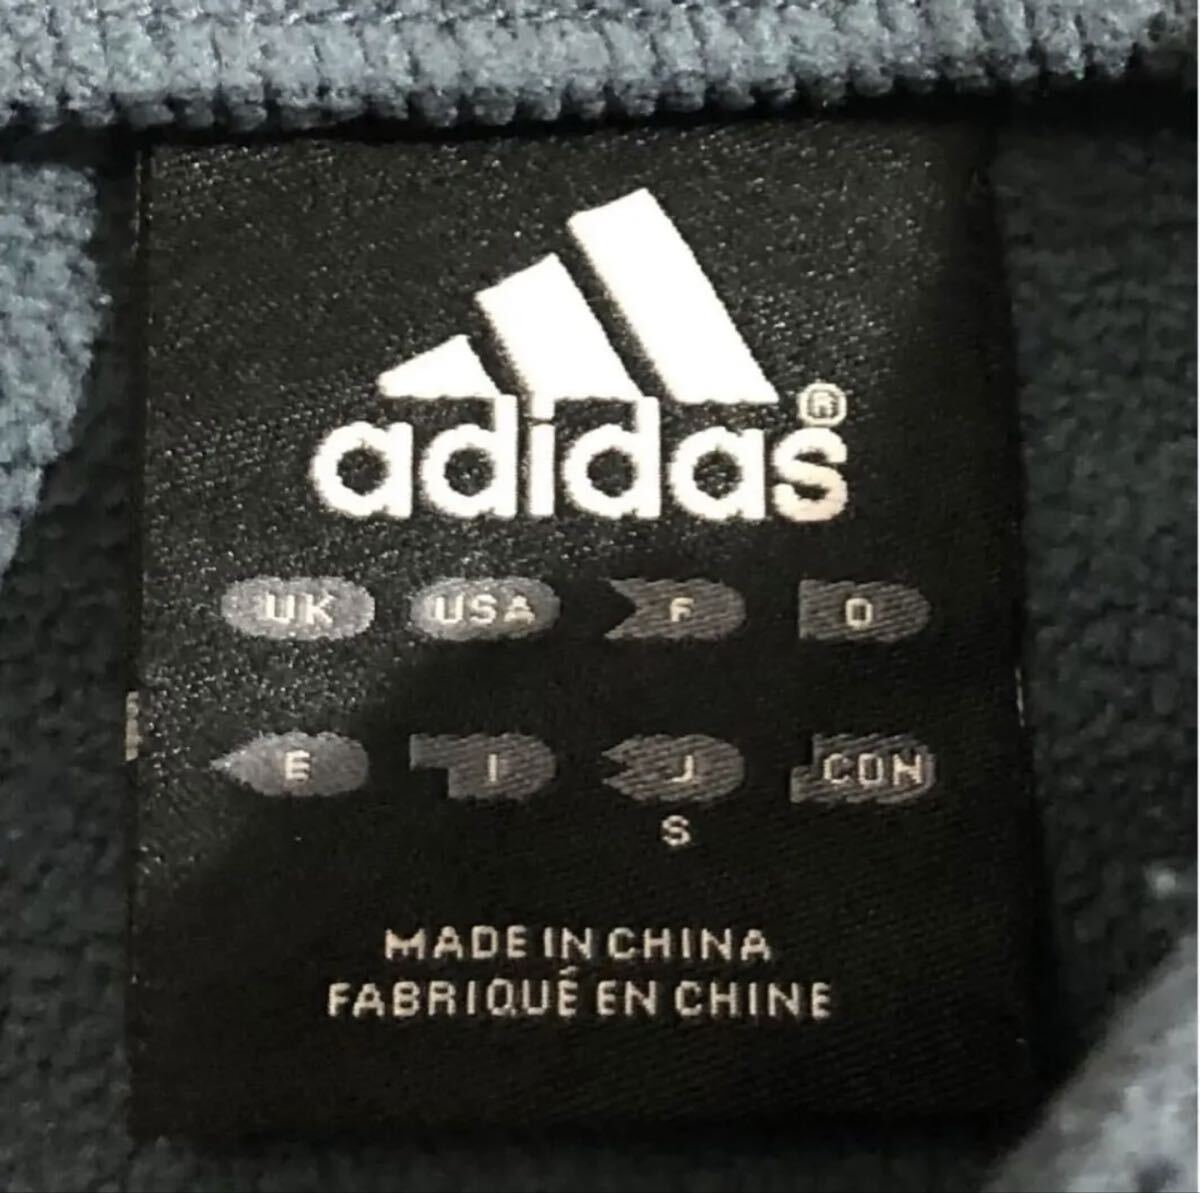 adidas®
UK USA F D
E I J CON
S
MADE IN CHINA
FABRIQUÉ EN CHINE